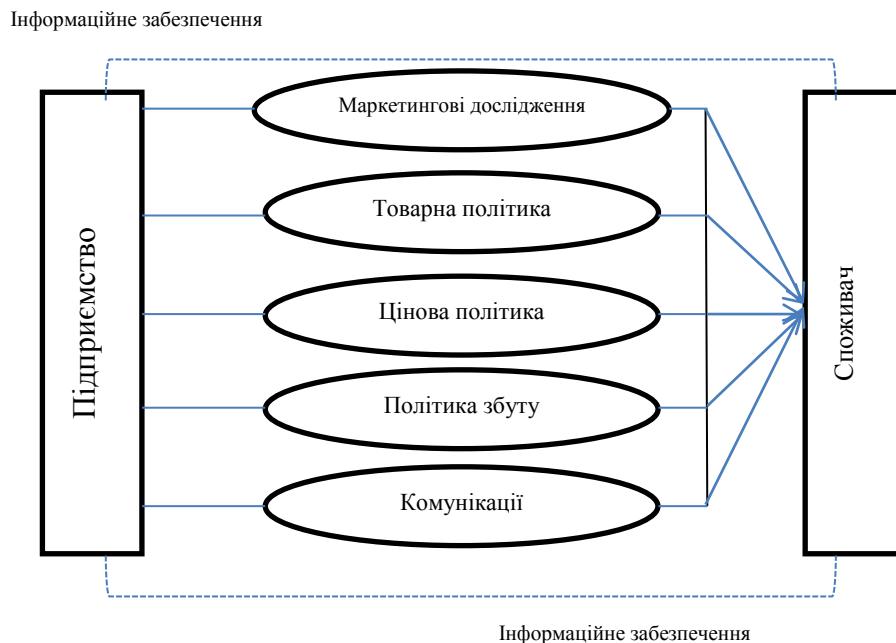 Інформаційне забезпечення
Маркетингові дослідження
Товарна політика
Цінова політика
Політика збуту
Комунікації
Підприємство
Споживач
Інформаційне забезпечення